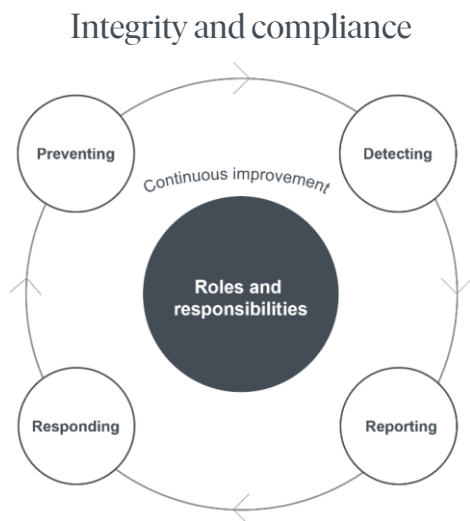 Integrity and compliance
Preventing
Detecting
Continuous improvement
Roles and
responsibilities
Responding
Reporting